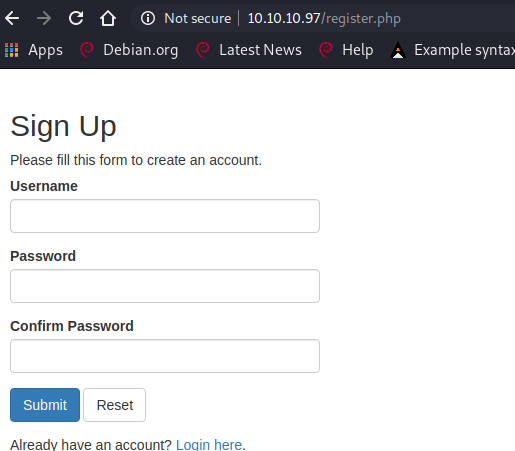 Not secure 10.10.10.97/register.php
Apps Debian.org Latest News Help Example syntax
Sign Up
Please fill this form to create an account.
Username
Password
Confirm Password
Submit Reset
Already have an account? Login here.